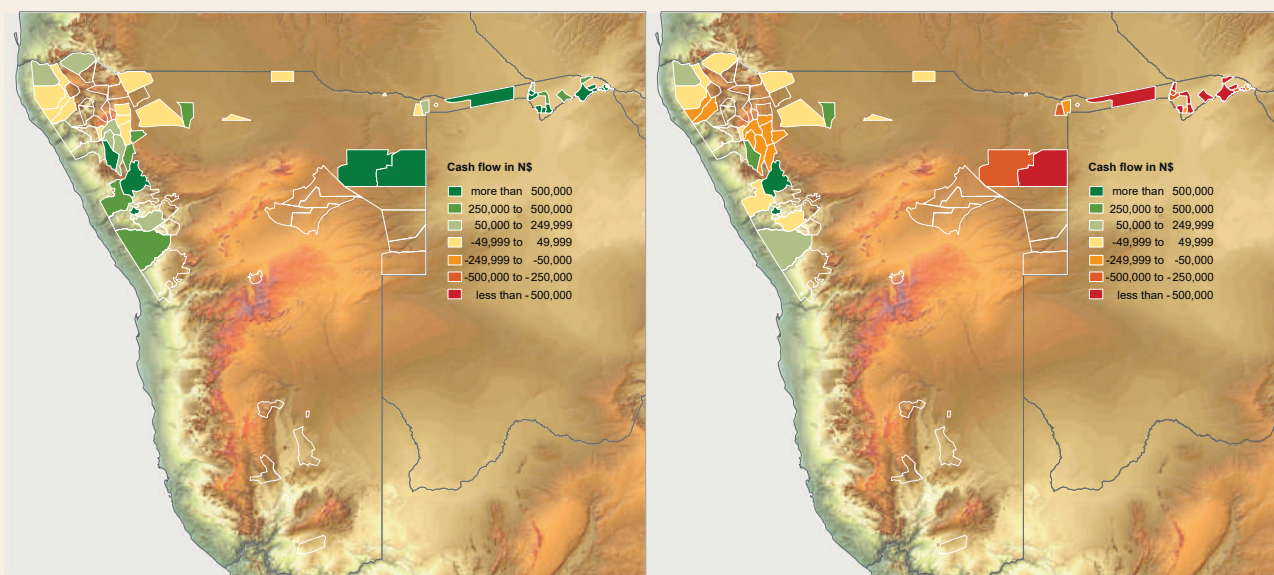 Cash flow in N$
more than 500,000
250,000 to 500,000
50,000 to 249,999
-49,999 to 49,999
-249,999 to -50,000
-500,000 to -250,000
less than -500,000
Cash flow in N$
more than 500,000
250,000 to 500,000
50,000 to 249,999
-49,999 to 49,999
-249,999 to -50,000
-500,000 to -250,000
less than -500,000